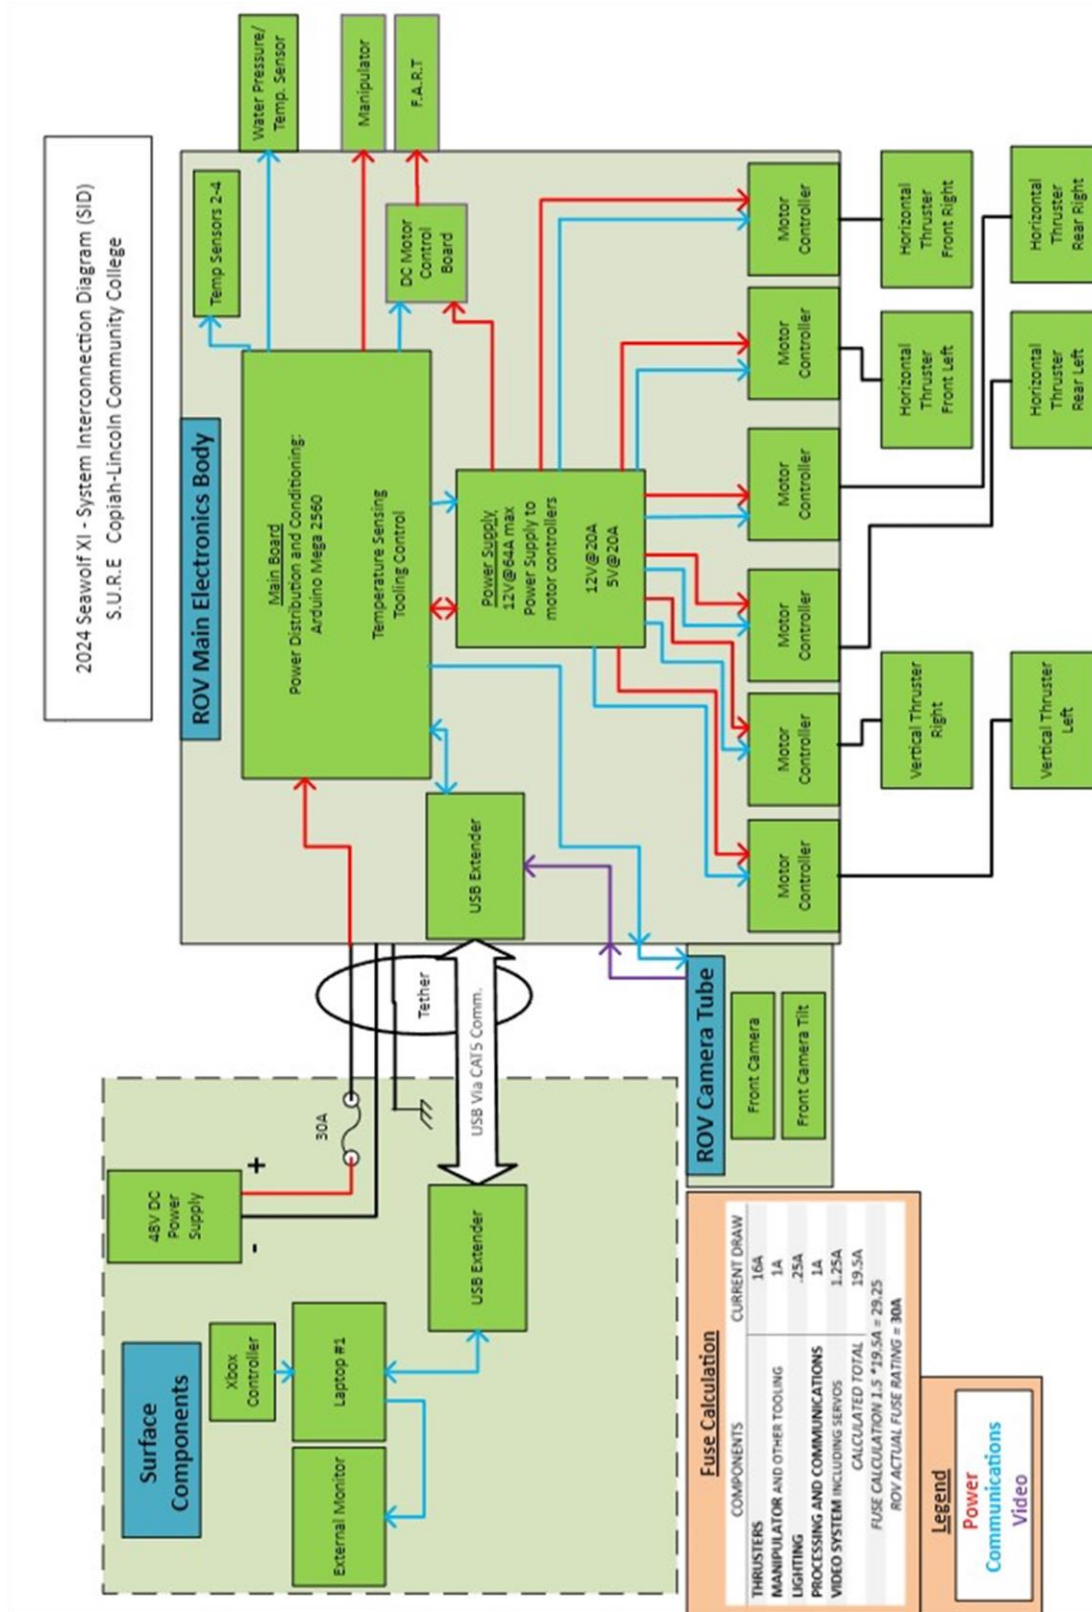 2024 Seawolf XI - System Interconnection Diagram (SID)
S.U.R.E Copiah-Lincoln Community College
Surface
Components
Xbox
Controller
External Monitor
Laptop #1
48V DC
Power
Supply
-
+
30A
USB Extender
USB Via CAT5 Comm.
Tether
ROV Main Electronics Body
Main Board
Power Distribution and Conditioning:
Arduino Mega 2560
Temperature Sensing
Tooling Control
USB Extender
Temp Sensors 2-4
Water Pressure/
Temp. Sensor
Manipulator
F.A.R.T
DC Motor
Control
Board
Power Supply
12V@64A max
Power Supply to
motor controllers
12V@20A
5V@20A
Motor
Controller
Motor
Controller
Motor
Controller
Motor
Controller
Motor
Controller
Motor
Controller
Vertical Thruster
Right
Horizontal
Thruster
Front Left
Horizontal
Thruster
Front Right
Vertical Thruster
Left
Horizontal
Thruster
Rear Left
Horizontal
Thruster
Rear Right
ROV Camera Tube
Front Camera
Front Camera Tilt
Fuse Calculation
COMPONENTS CURRENT DRAW
THRUSTERS 16A
MANIPULATOR AND OTHER TOOLING 1A
LIGHTING .25A
PROCESSING AND COMMUNICATIONS 1A
VIDEO SYSTEM INCLUDING SERVOS 1.25A
CALCULATED TOTAL 19.5A
FUSE CALCULATION 1.5 *19.5A = 29.25
ROV ACTUAL FUSE RATING = 30A
Legend
Power
Communications
Video